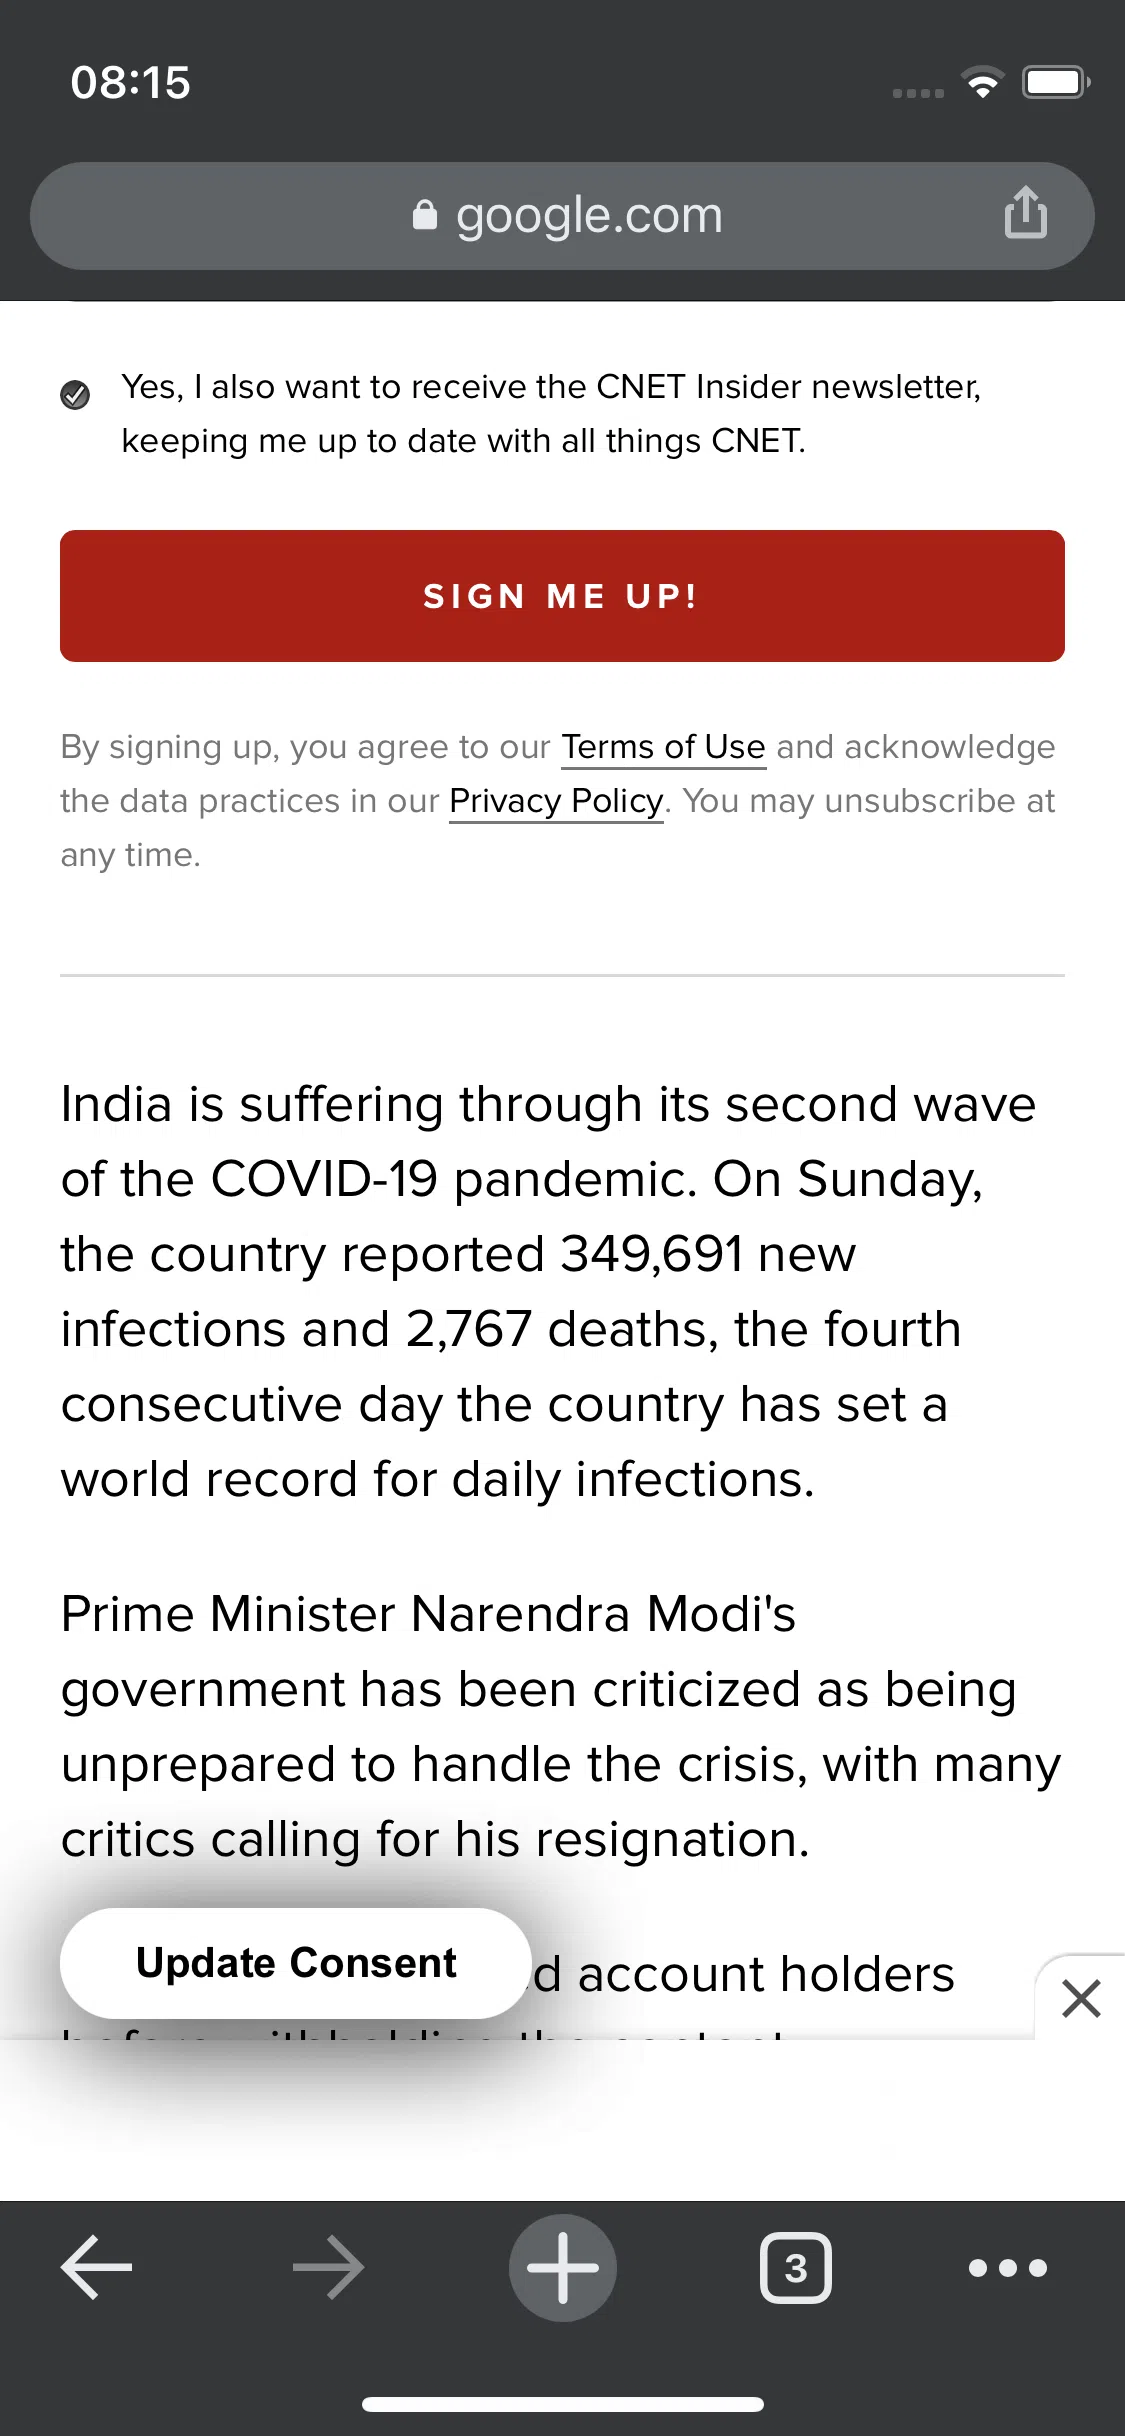 08:15
google.com
Yes, I also want to receive the CNET Insider newsletter,
keeping me up to date with all things CNET.
SIGN ME UP!
By signing up, you agree to our Terms of Use and acknowledge
the data practices in our Privacy Policy. You may unsubscribe at
any time.
India is suffering through its second wave
of the COVID-19 pandemic. On Sunday,
the country reported 349,691 new
infections and 2,767 deaths, the fourth
consecutive day the country has set a
world record for daily infections.
Prime Minister Narendra Modi's
government has been criticized as being
unprepared to handle the crisis, with many
critics calling for his resignation.
Update Consent
account holders
before withholding the content
3